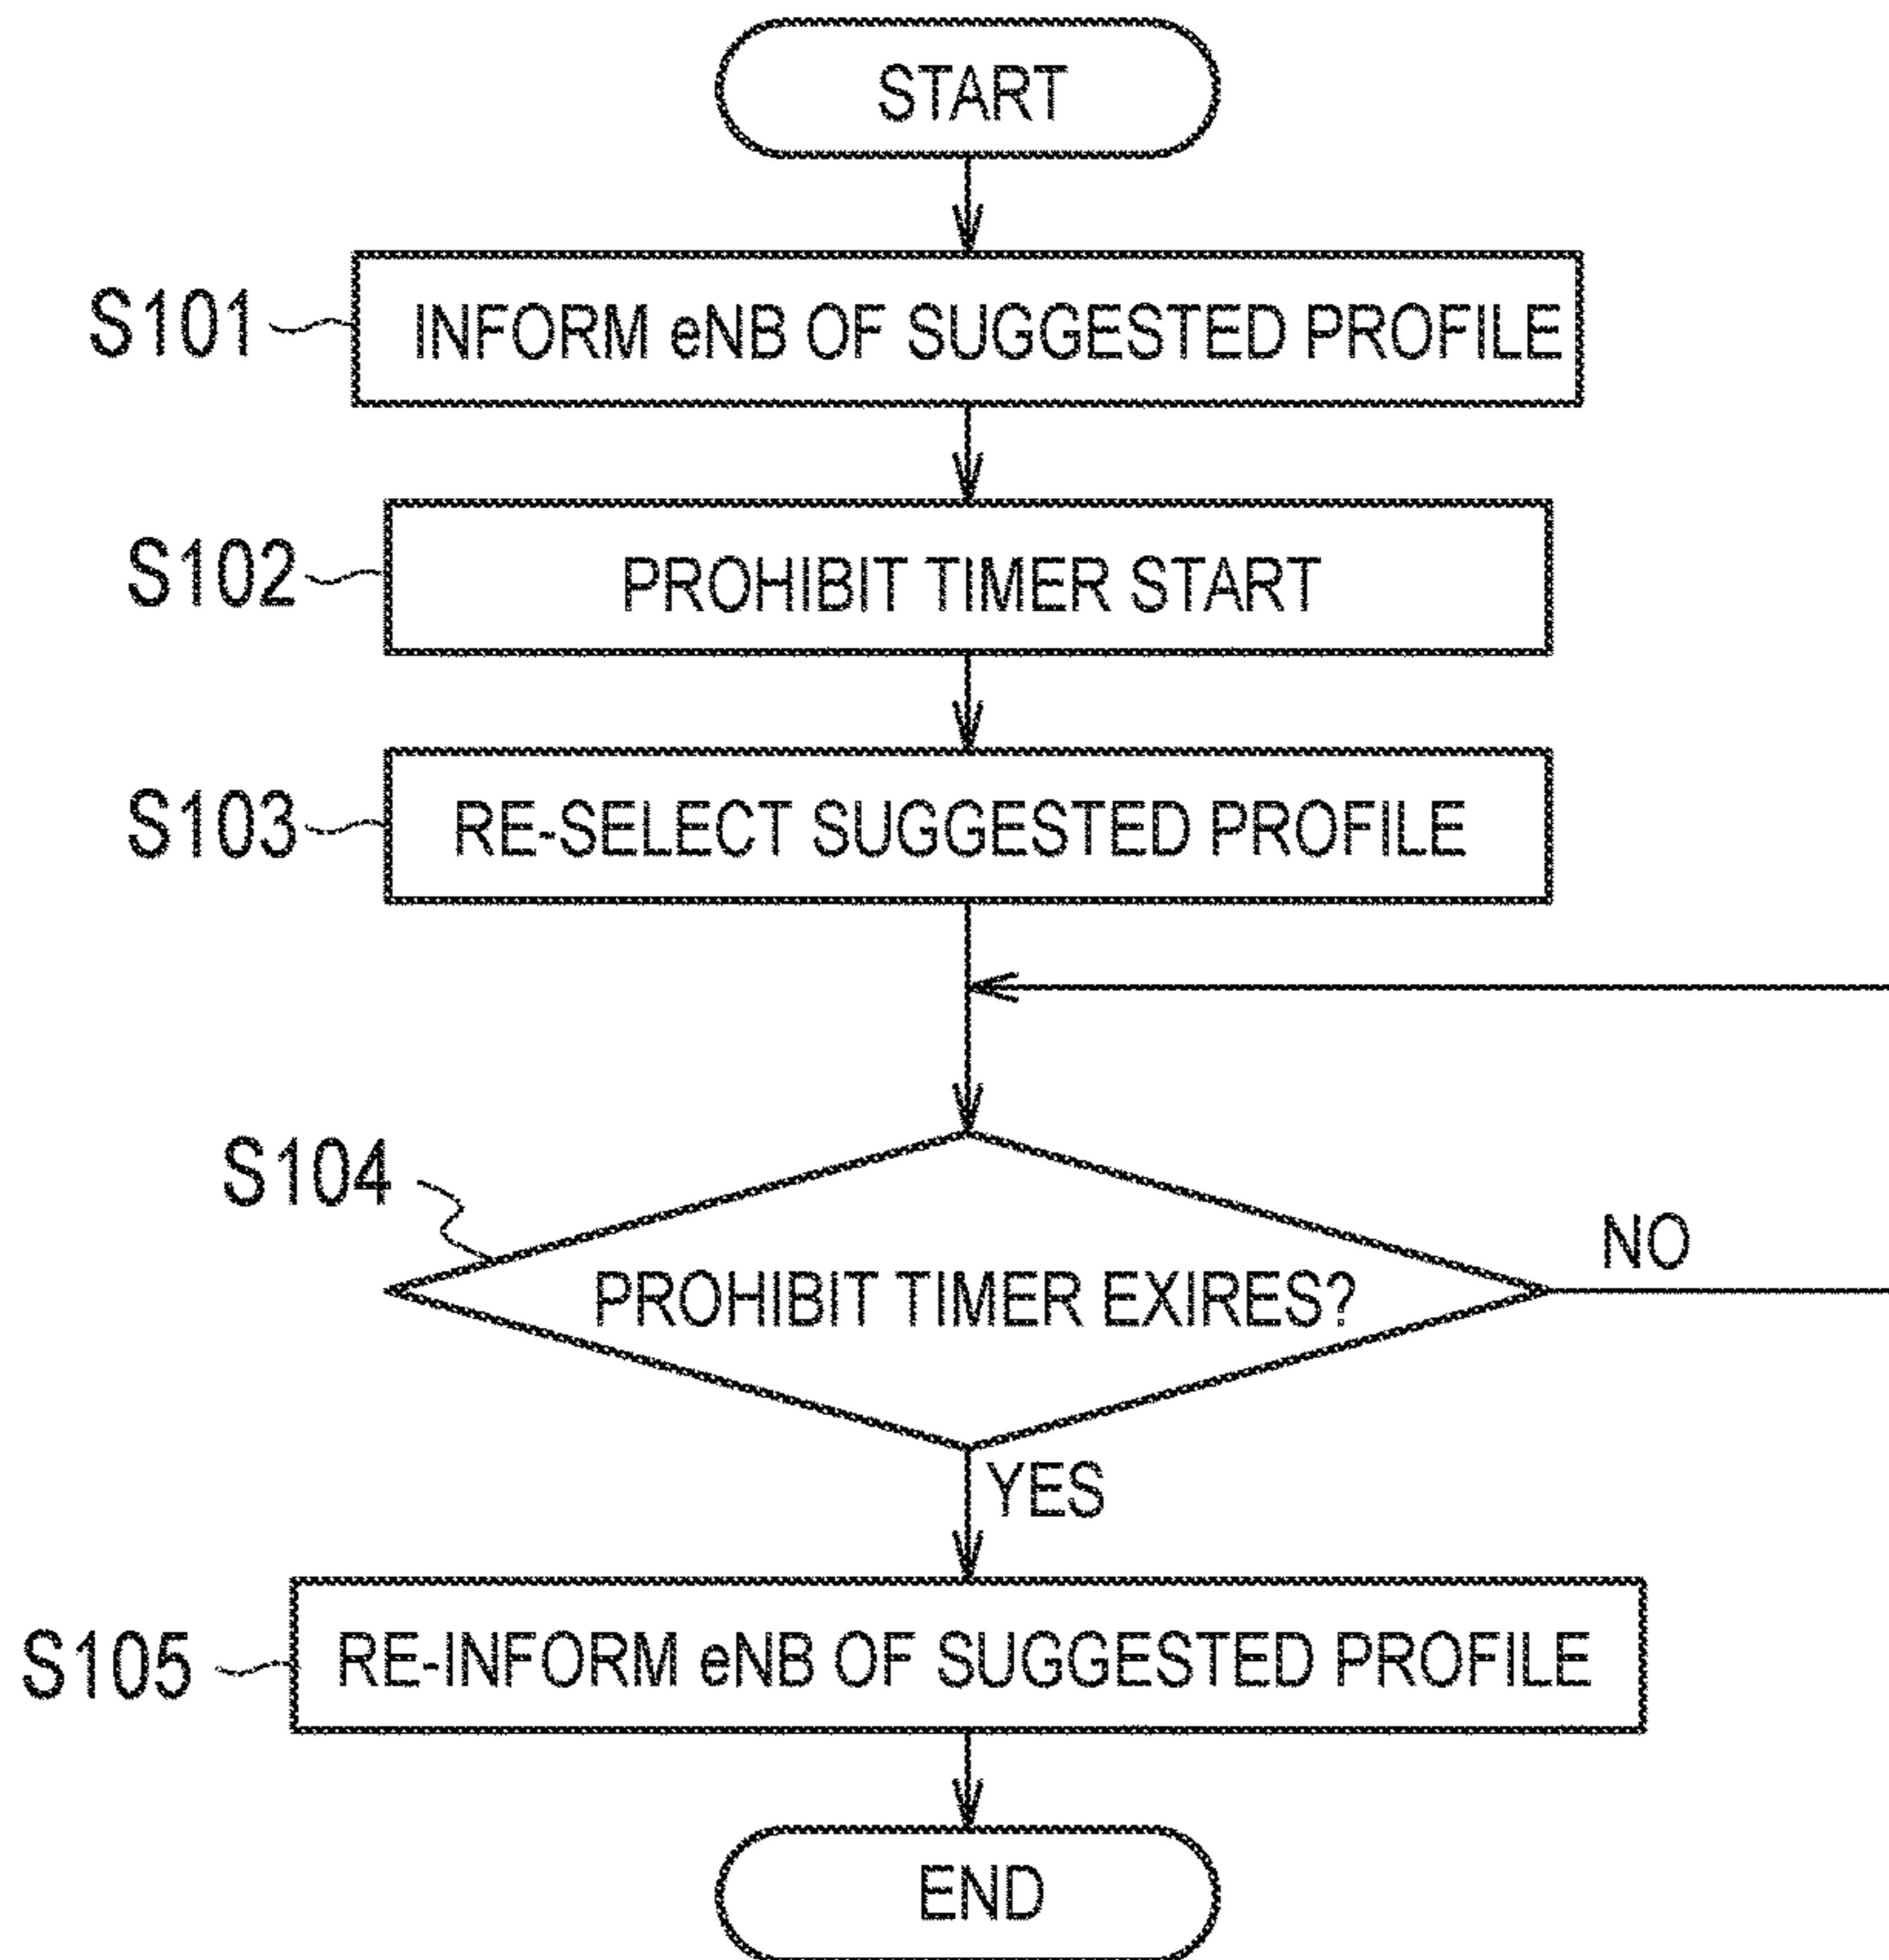 START
S101
INFORM eNB OF SUGGESTED PROFILE
S102
PROHIBIT TIMER START
S103
RE-SELECT SUGGESTED PROFILE
S104
PROHIBIT TIMER EXIRES?
NO
YES
S105
RE-INFORM eNB OF SUGGESTED PROFILE
END